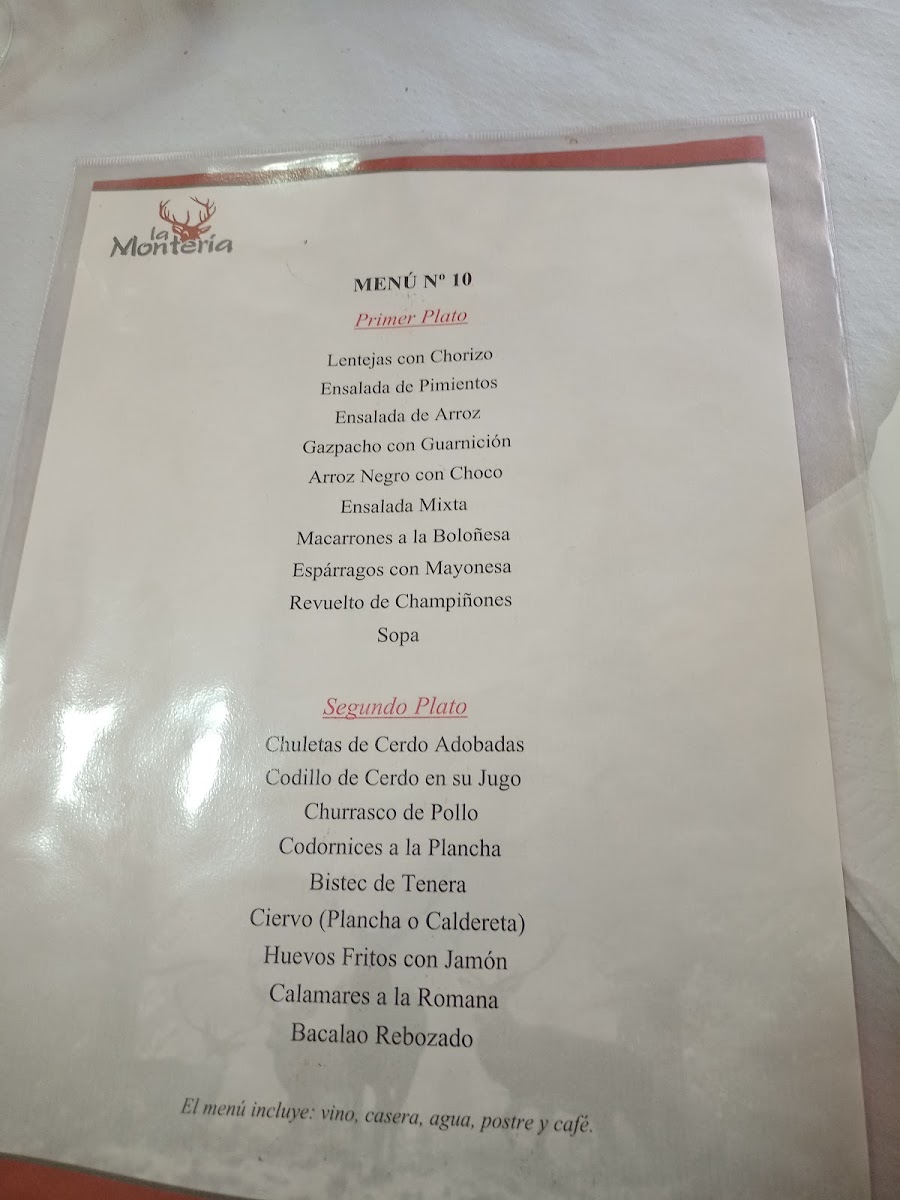 la
Montería
MENÚ Nº 10
Primer Plato
Lentejas con Chorizo
Ensalada de Pimientos
Ensalada de Arroz
Gazpacho con Guarnición
Arroz Negro con Choco
Ensalada Mixta
Macarrones a la Boloñesa
Espárragos con Mayonesa
Revuelto de Champiñones
Sopa
Segundo Plato
Chuletas de Cerdo Adobadas
Codillo de Cerdo en su Jugo
Churrasco de Pollo
Codornices a la Plancha
Bistec de Tenera
Ciervo (Plancha o Caldereta)
Huevos Fritos con Jamón
Calamares a la Romana
Bacalao Rebozado
El menú incluye: vino, casera, agua, postre y café.